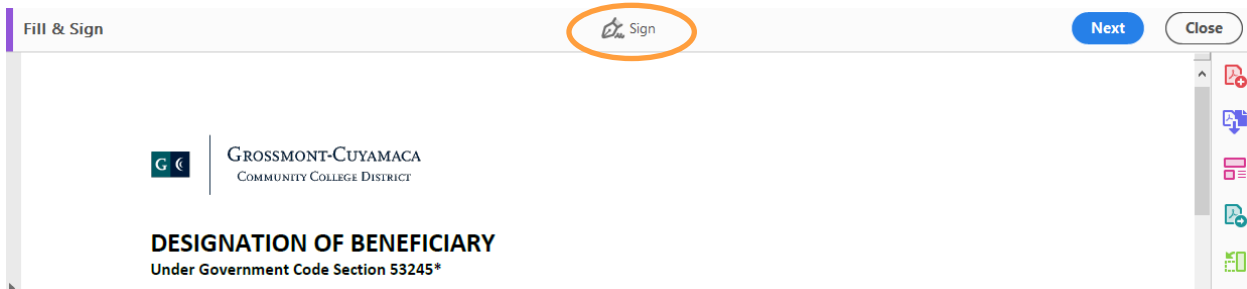 Fill & Sign Sign Next Close
GROSSMONT-CUYAMACA
COMMUNITY COLLEGE DISTRICT
DESIGNATION OF BENEFICIARY
Under Government Code Section 53245*